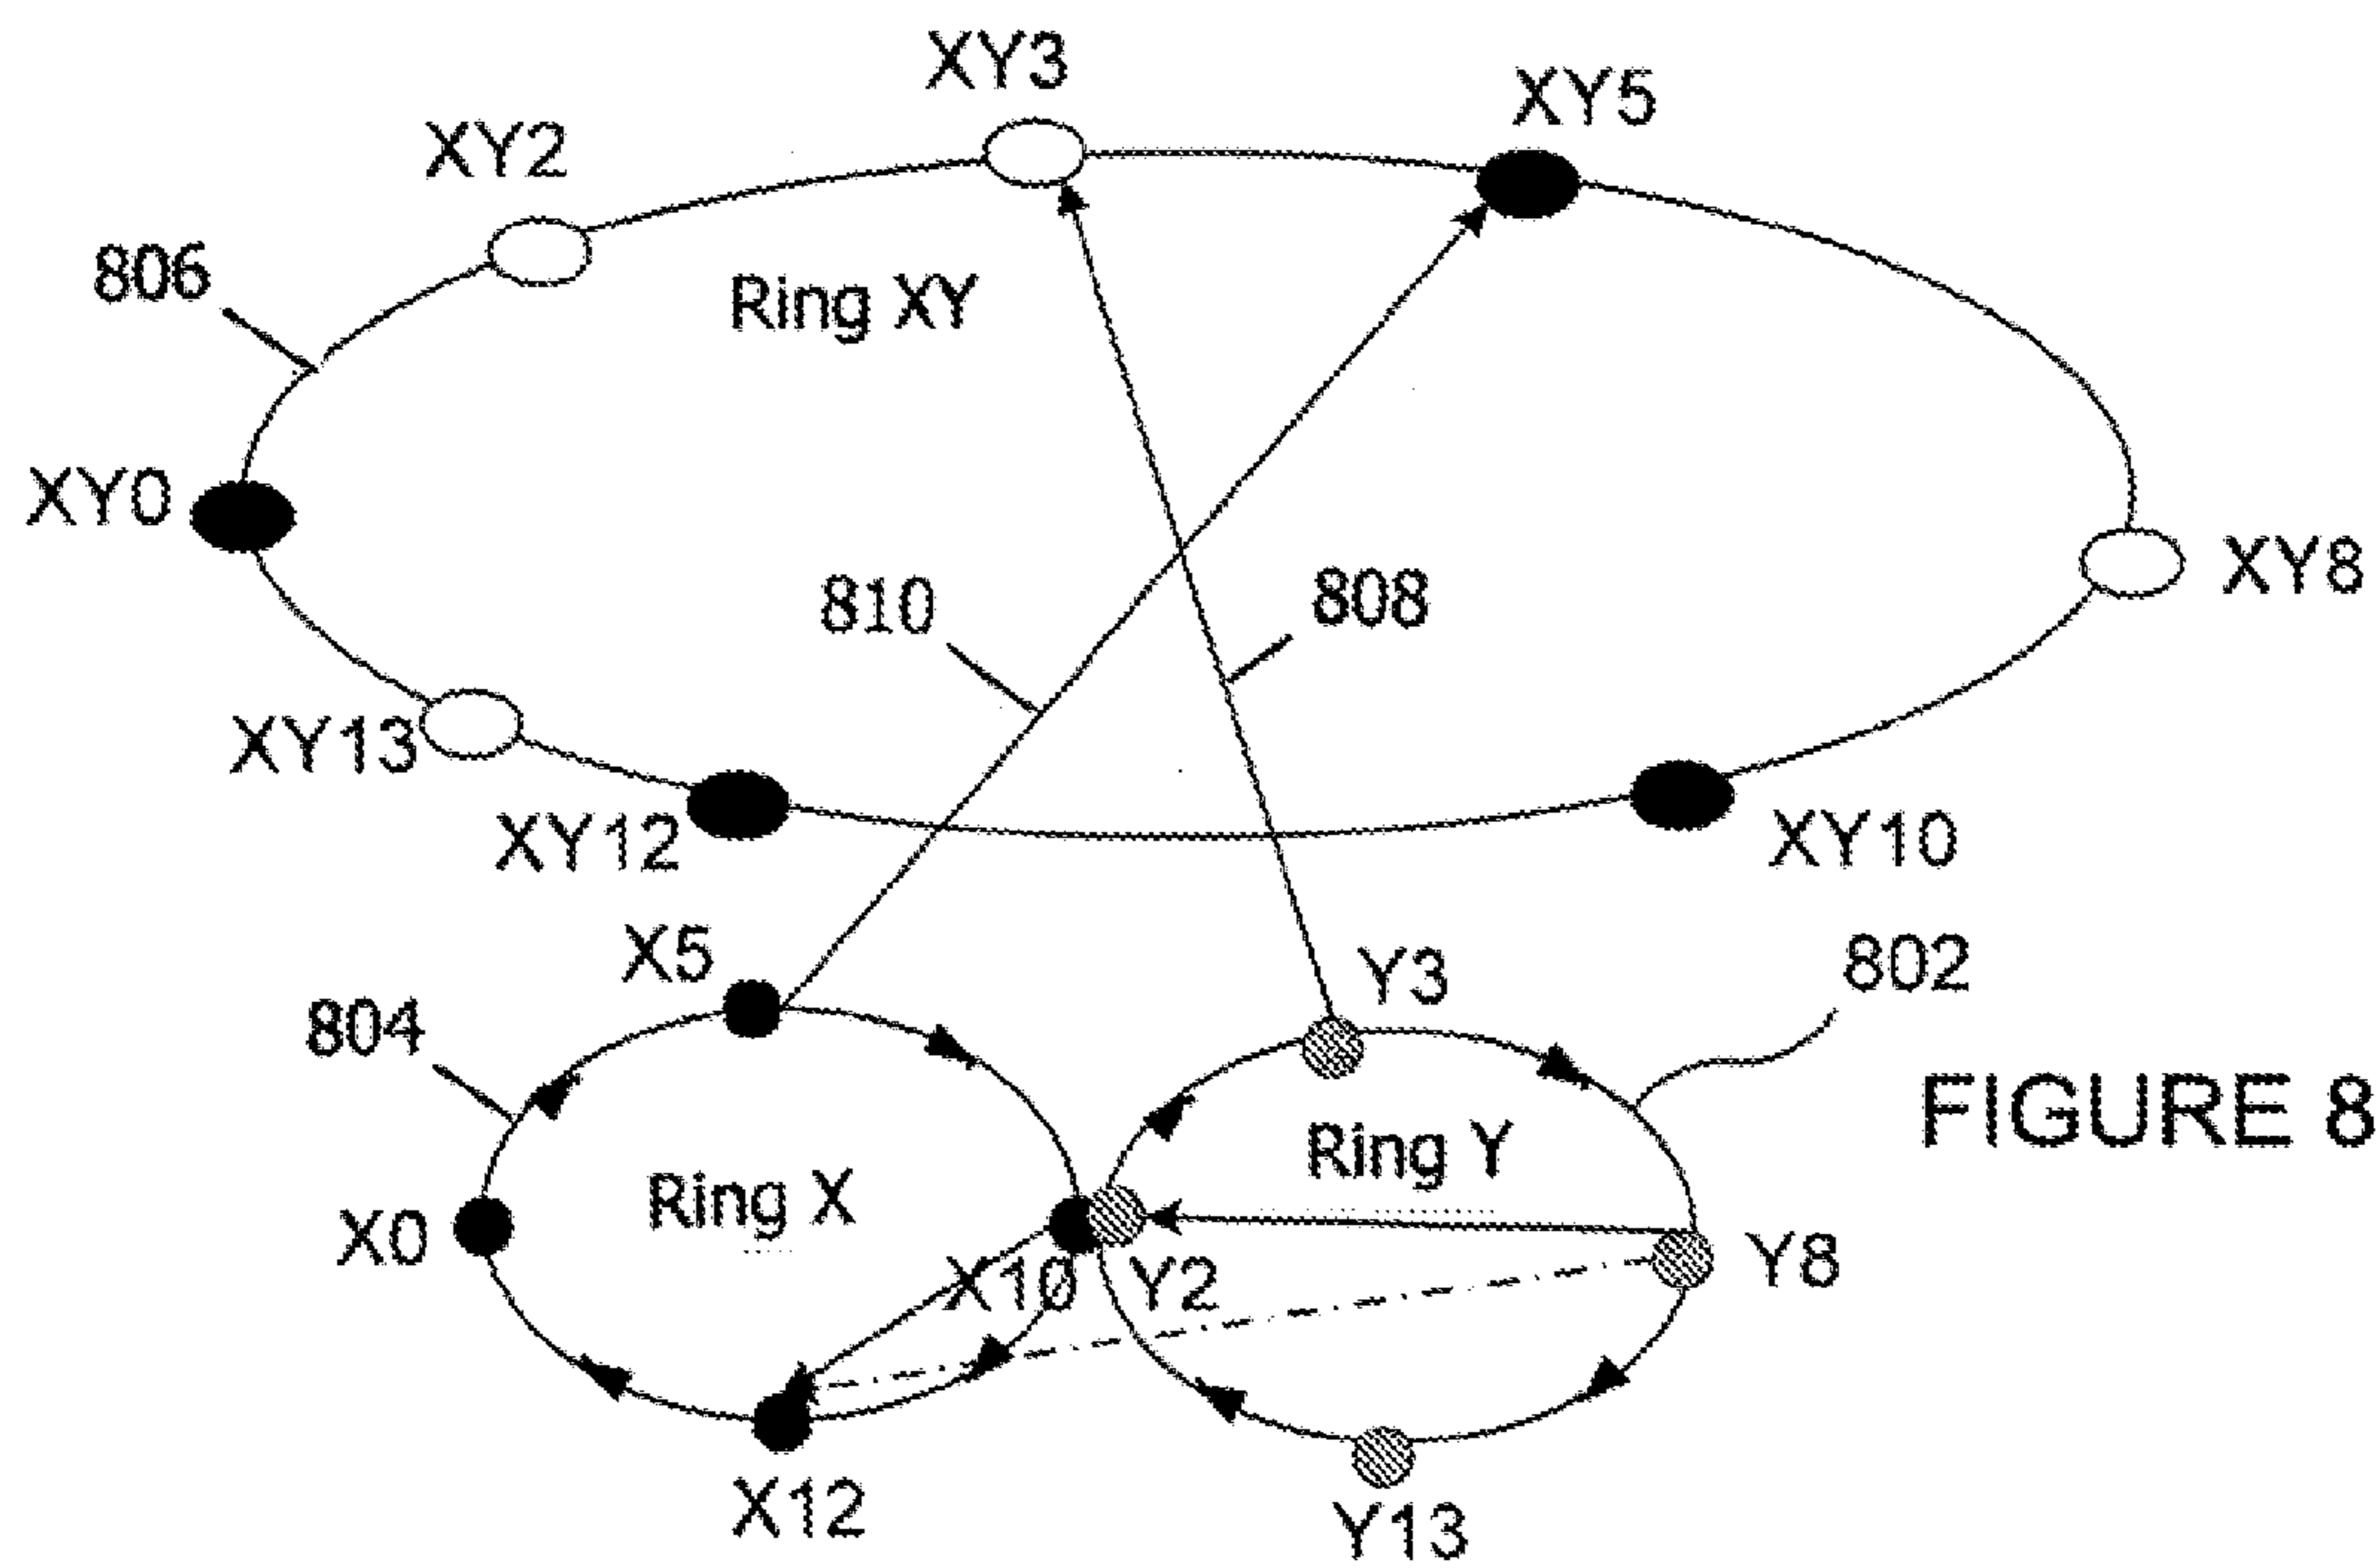 XY3
XY5
XY2
806
Ring XY
XY0
810
808
XY8
XY13
XY12
XY10
X5
Y3
802
804
FIGURE 8
Ring Y
Ring X
X0
X10
Y2
Y8
X12
Y13